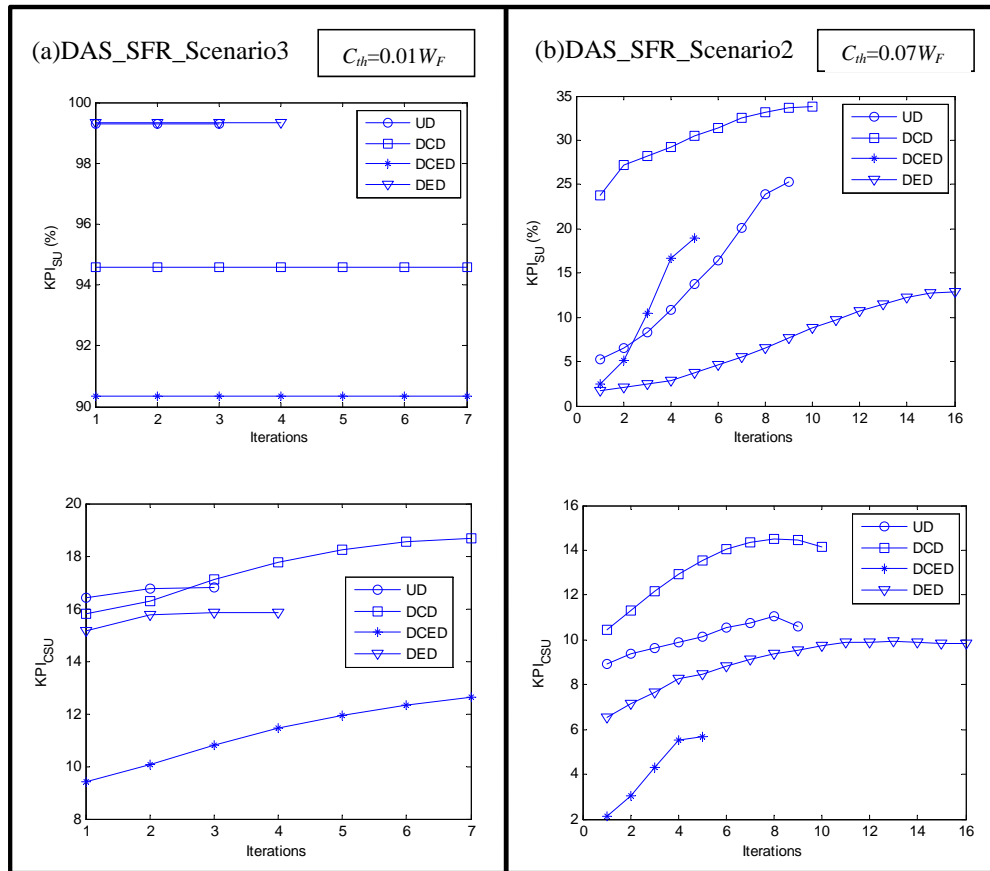 (a)DAS_SFR_Scenario3
C_th=0.01W_F
100
98
96
94
92
90
KPI_SU (%)
1 2 3 4 5 6 7
Iterations
UD
DCD
DCED
DED
20
18
16
14
12
10
8
KPI_CSU
1 2 3 4 5 6 7
Iterations
UD
DCD
DCED
DED
(b)DAS_SFR_Scenario2
C_th=0.07W_F
35
30
25
20
15
10
5
0
KPI_SU (%)
0 2 4 6 8 10 12 14 16
Iterations
UD
DCD
DCED
DED
16
14
12
10
8
6
4
2
KPI_CSU
0 2 4 6 8 10 12 14 16
Iterations
UD
DCD
DCED
DED